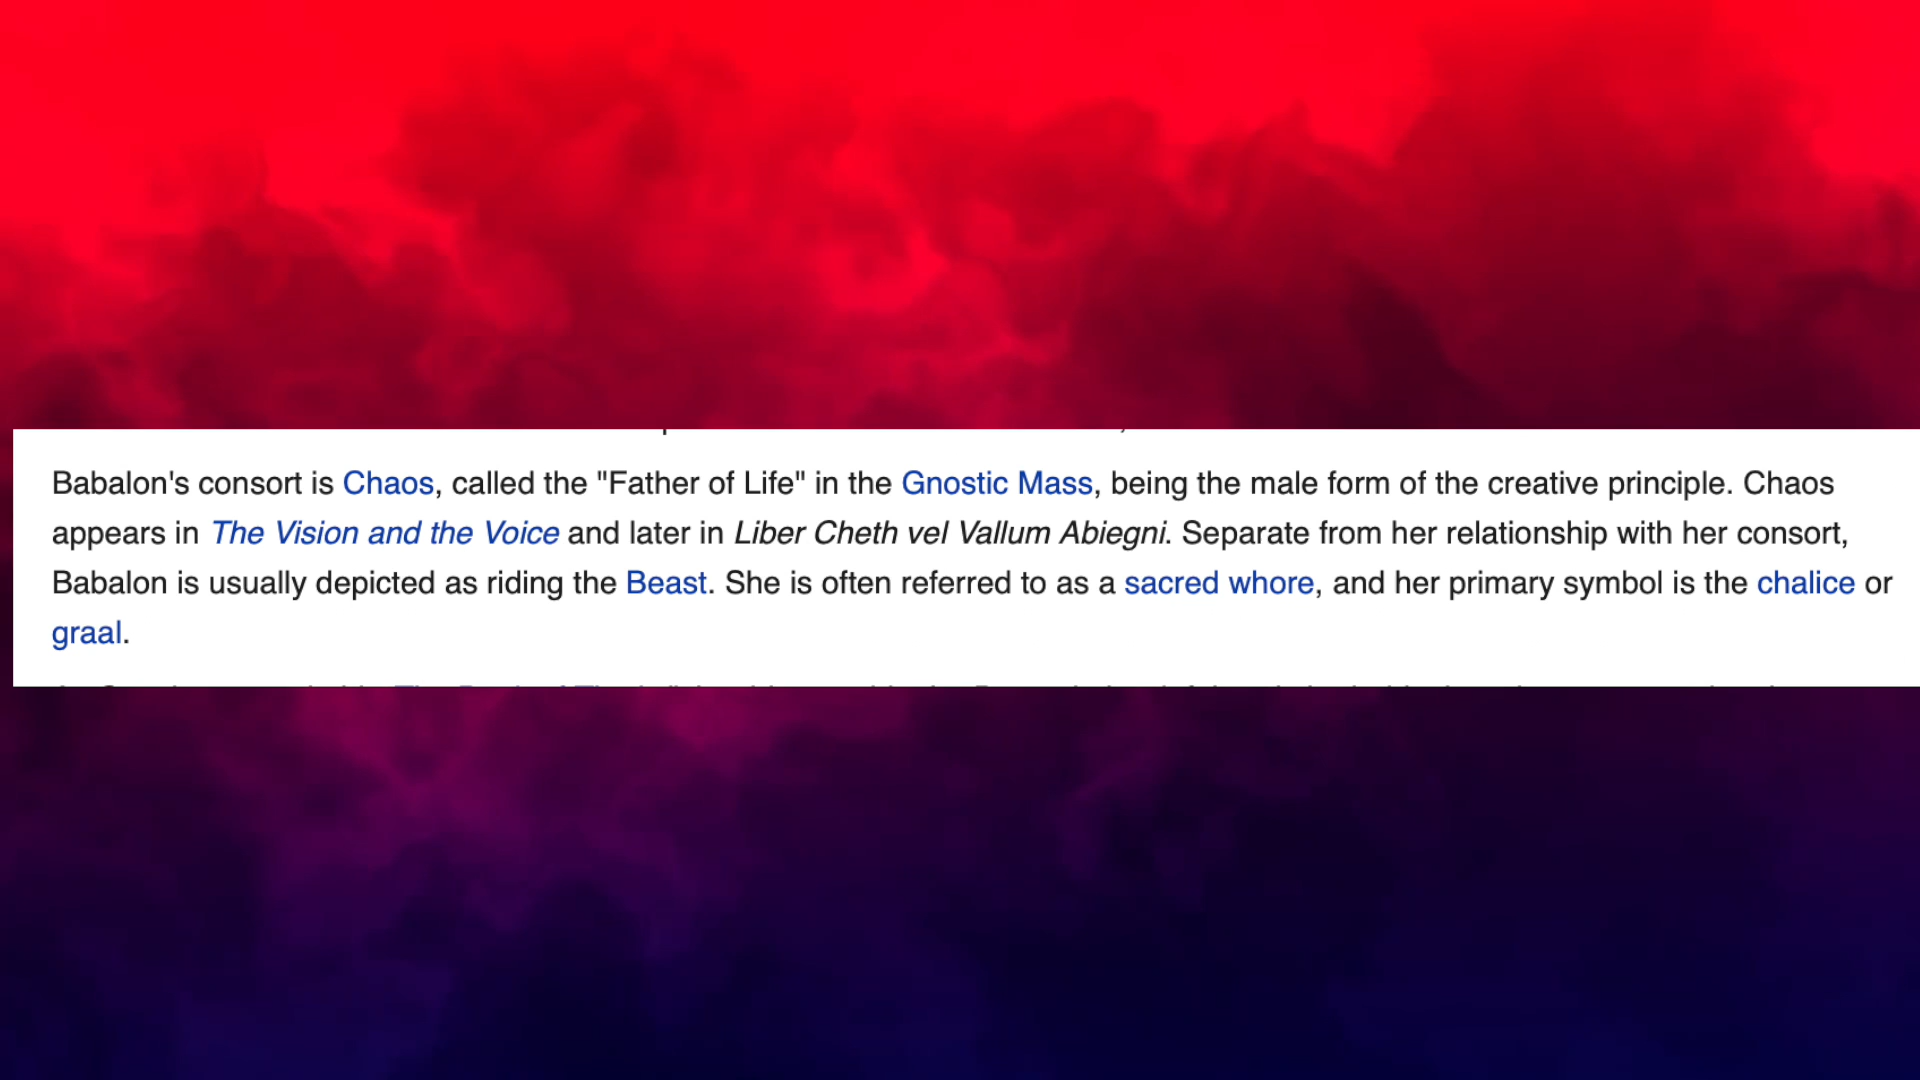 Babalon's consort is Chaos, called the "Father of Life" in the Gnostic Mass, being the male form of the creative principle. Chaos
appears in The Vision and the Voice and later in Liber Cheth vel Vallum Abiegni. Separate from her relationship with her consort,
Babalon is usually depicted as riding the Beast. She is often referred to as a sacred whore, and her primary symbol is the chalice or
graal.